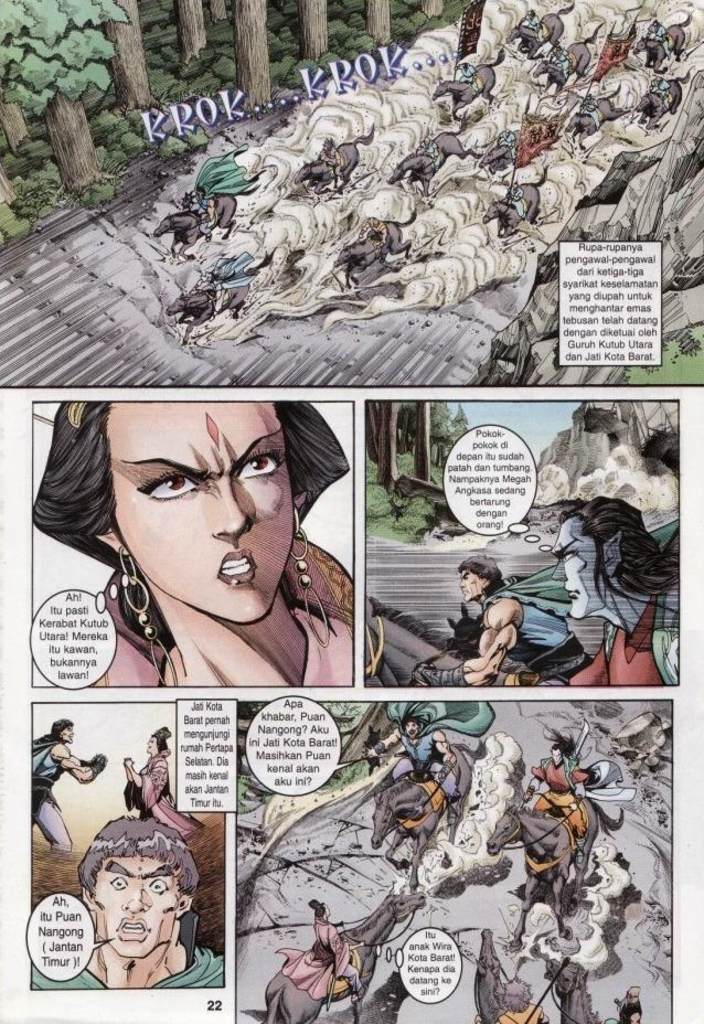 KROK....KROK....
Rupa-rupanya
pengawal-pengawal
dari ketiga-tiga
syarikat keselamatan
yang diupah untuk
menghantar emas
tebusan telah datang
dengan diketuai oleh
Guruh Kutub Utara
dan Jati Kota Barat.
Ah!
Itu pasti
Kerabat Kutub
Utara! Mereka
itu kawan,
bukannya
lawan!
Pokok-
pokok di
depan itu sudah
patah dan tumbang.
Nampaknya Megah
Angkasa sedang
bertarung
dengan
orang!
Jati Kota
Barat pernah
mengunjungi
rumah Pertapa
Selatan. Dia
masih kenal
akan Jantan
Timur itu.
Ah,
itu Puan
Nangong
( Jantan
Timur )!
Apa
khabar, Puan
Nangong? Aku
ini Jati Kota Barat!
Masihkan Puan
kenal akan
aku ini?
Itu
anak Wira
Kota Barat!
Kenapa dia
datang ke
sini?
22